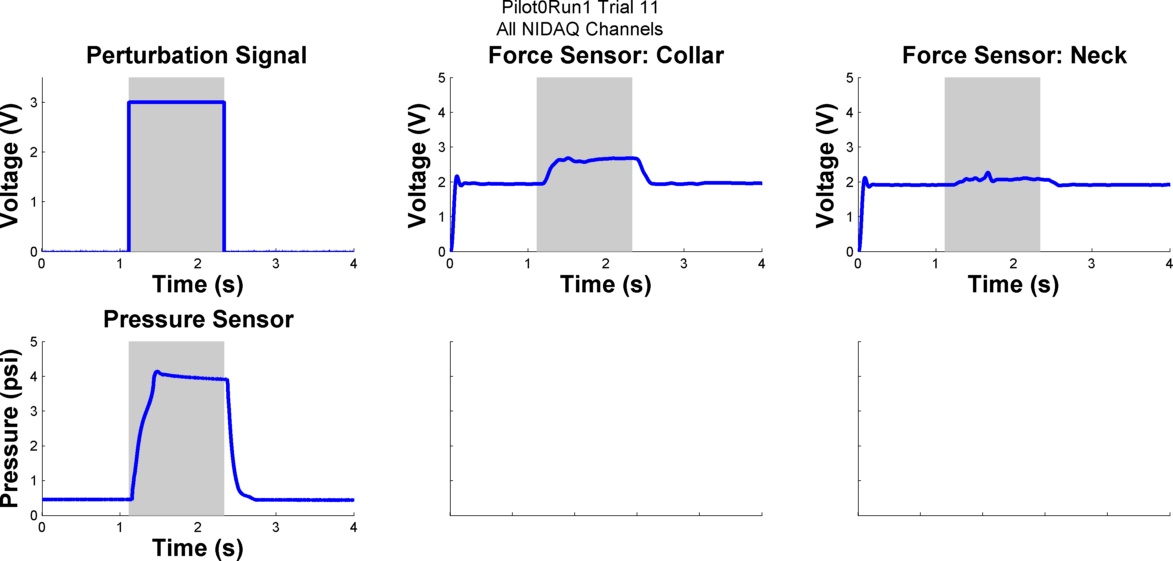 Pilot0Run1 Trial 11
All NIDAQ Channels
Perturbation Signal
Force Sensor: Collar
Force Sensor: Neck
Voltage (V)
3
2
1
0
0 1 2 3 4
Time (s)
Voltage (V)
5
4
3
2
1
0
0 1 2 3 4
Time (s)
Voltage (V)
5
4
3
2
1
0
0 1 2 3 4
Time (s)
Pressure Sensor
Pressure (psi)
5
4
3
2
1
0
0 1 2 3 4
Time (s)